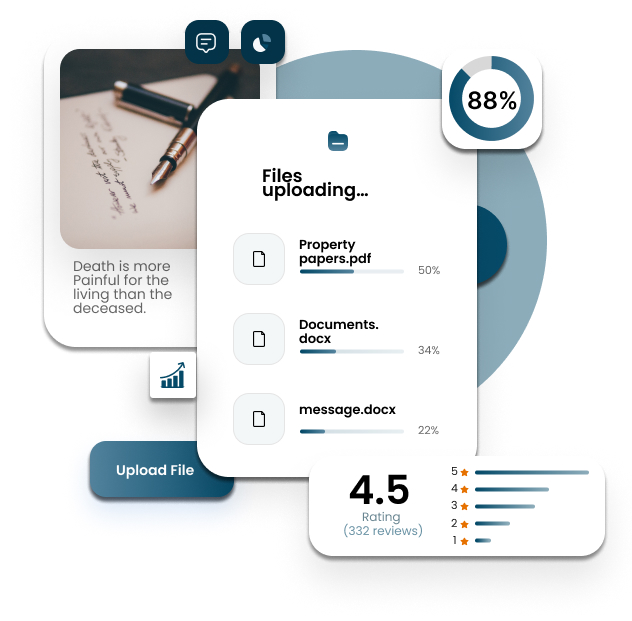 88%
Files
uploading...
Property
papers.pdf
50%
Documents.
docx
34%
message.docx
22%
Death is more
Painful for the
living than the
deceased.
Upload File
4.5
Rating
(332 reviews)
5
4
3
2
1